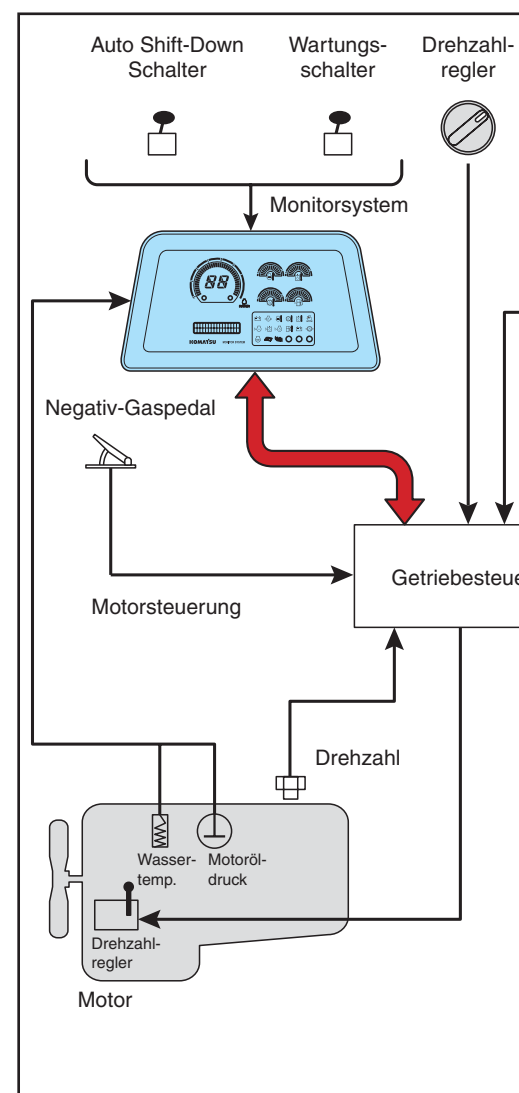 Auto Shift-Down
Schalter
Wartungs-
schalter
Drehzahl-
regler
Monitorsystem
88
KOMATSU
Negativ-Gaspedal
Getriebesteue
Motorsteuerung
Drehzahl
Wasser-
temp.
Motoröl-
druck
Drehzahl-
regler
Motor